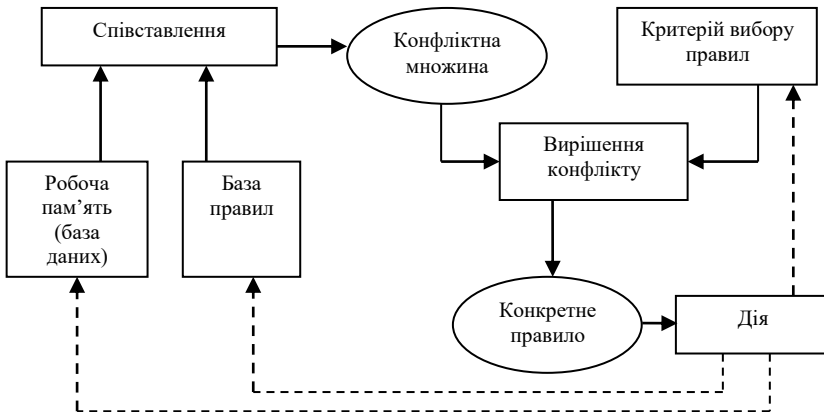 Співставлення
Конфліктна
множина
Критерій вибору
правил
Вирішення
конфлікту
Робоча
пам’ять
(база
даних)
База
правил
Конкретне
правило
Дія